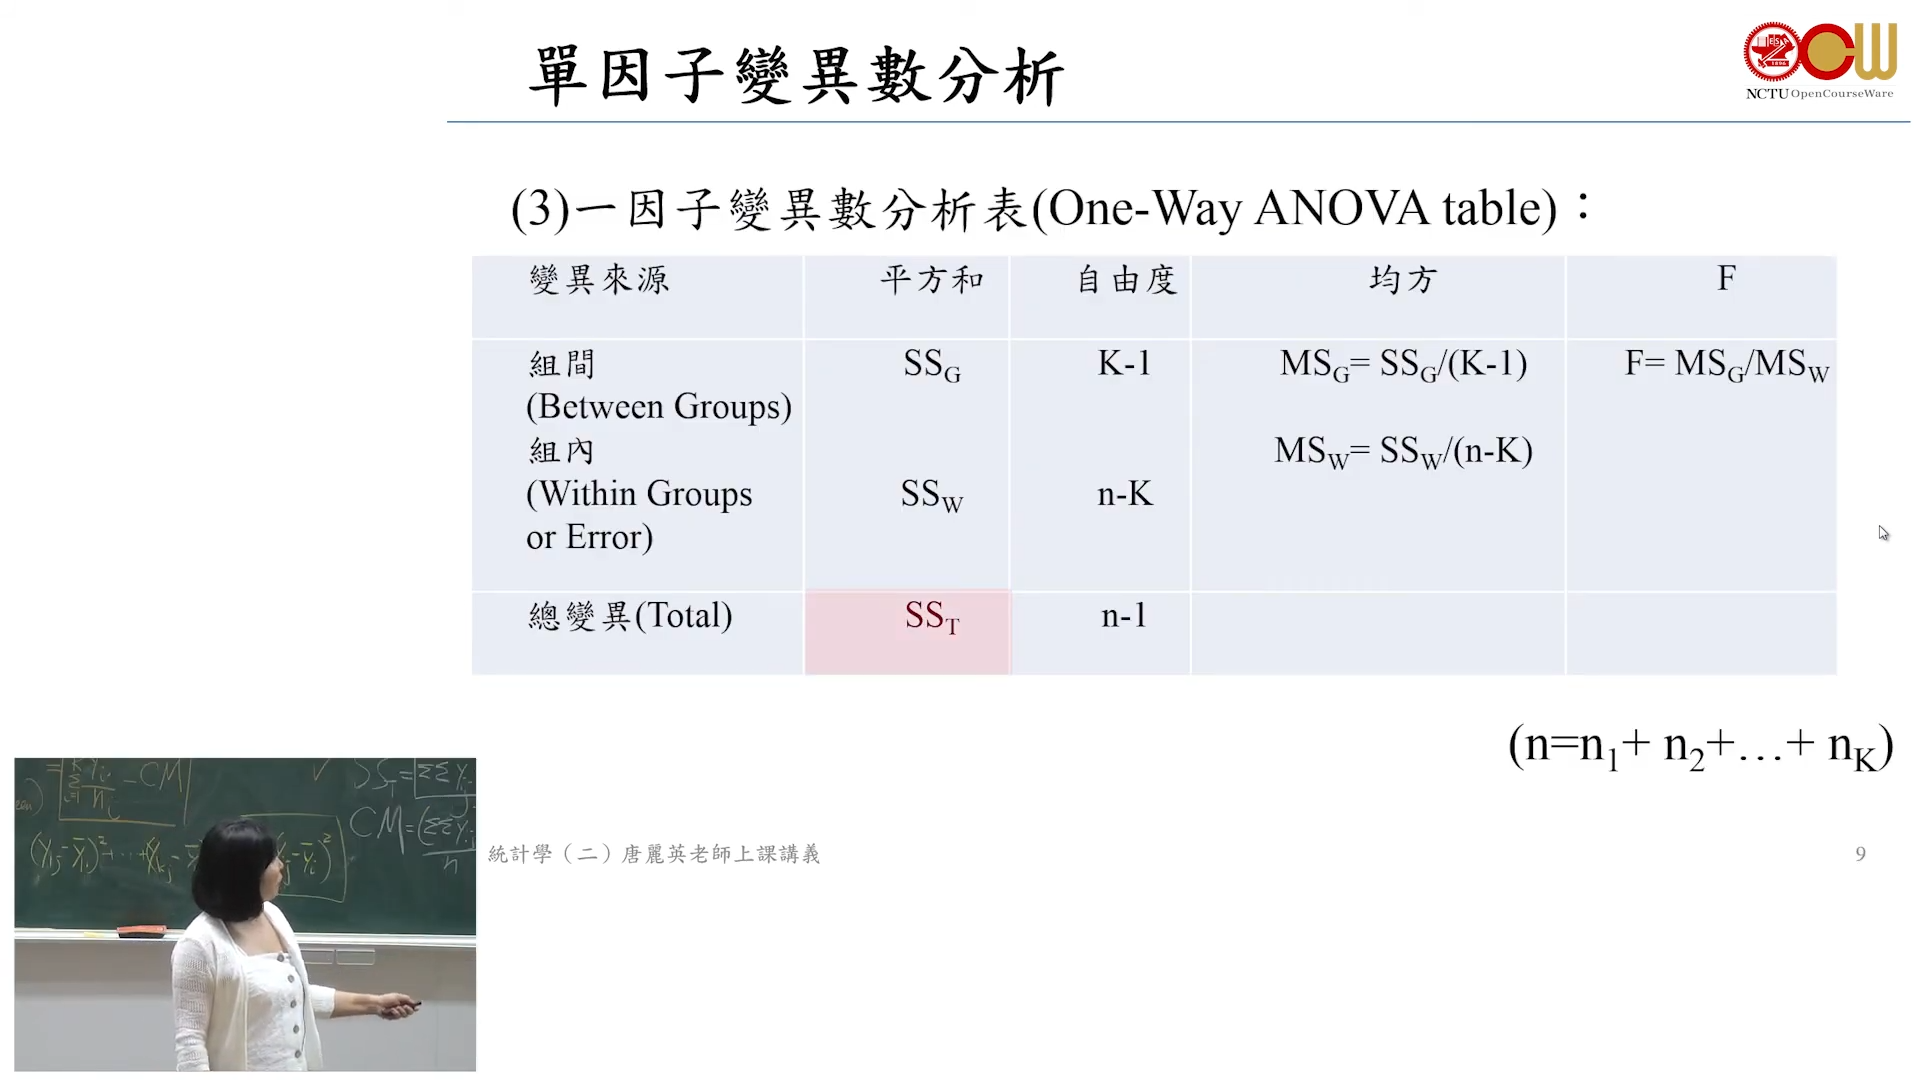 單因子變異數分析
NCTU OpenCourseWare
(3)一因子變異數分析表(One-Way ANOVA table)：
變異來源 平方和 自由度 均方 F
組間 SS_G K-1 MS_G= SS_G/(K-1) F= MS_G/MS_W
(Between Groups)
組內 MS_W= SS_W/(n-K)
(Within Groups SS_W n-K
or Error)
總變異(Total) SS_T n-1
(n=n_1+ n_2+…+ n_K)
統計學（二）唐麗英老師上課講義
9
- CM
CM=